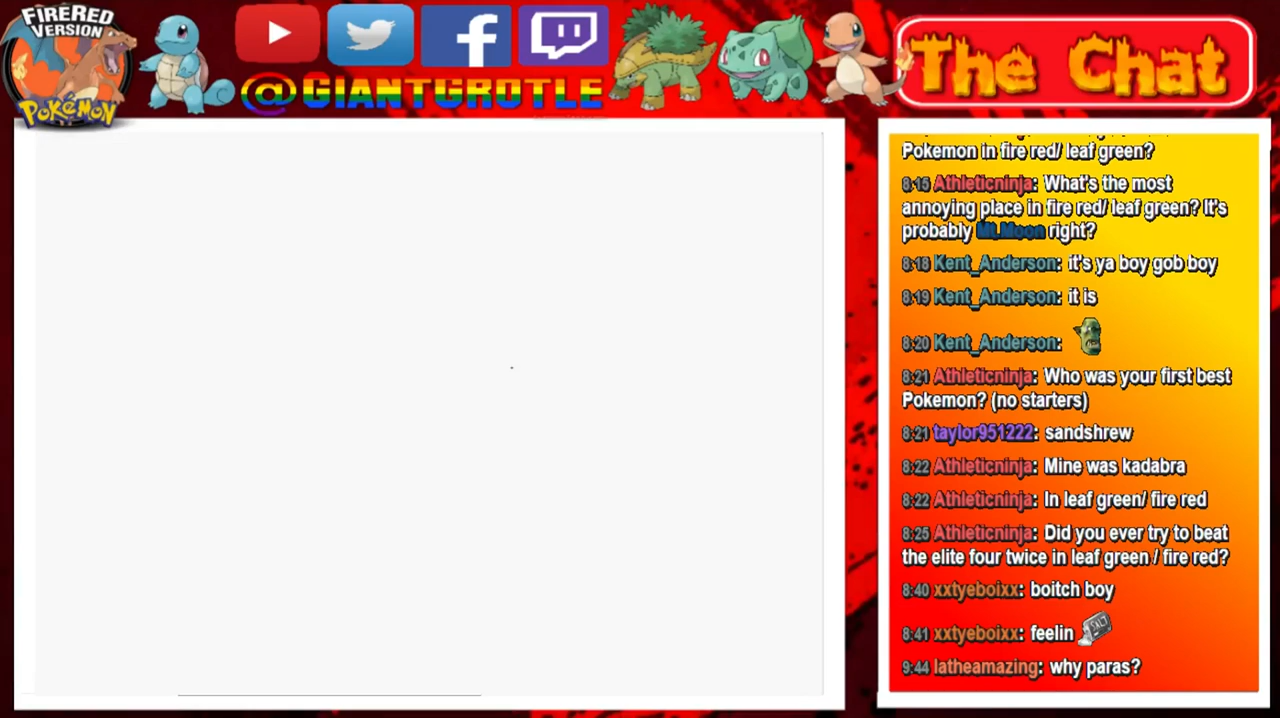 FIRERED
VERSION
POKéMON
@GIANTGROTLE
The Chat
Pokemon in fire red/ leaf green?
8:15 Athleticninja: What's the most
annoying place in fire red/ leaf green? It's
probably Mt.Moon right?
8:18 Kent_Anderson: it's ya boy gob boy
8:19 Kent_Anderson: it is
8:20 Kent_Anderson:
8:21 Athleticninja: Who was your first best
Pokemon? (no starters)
8:21 taylor951222: sandshrew
8:22 Athleticninja: Mine was kadabra
8:22 Athleticninja: In leaf green/ fire red
8:25 Athleticninja: Did you ever try to beat
the elite four twice in leaf green / fire red?
8:40 xxtyeboixx: boitch boy
8:41 xxtyeboixx: feelin SALT
9:44 latheamazing: why paras?